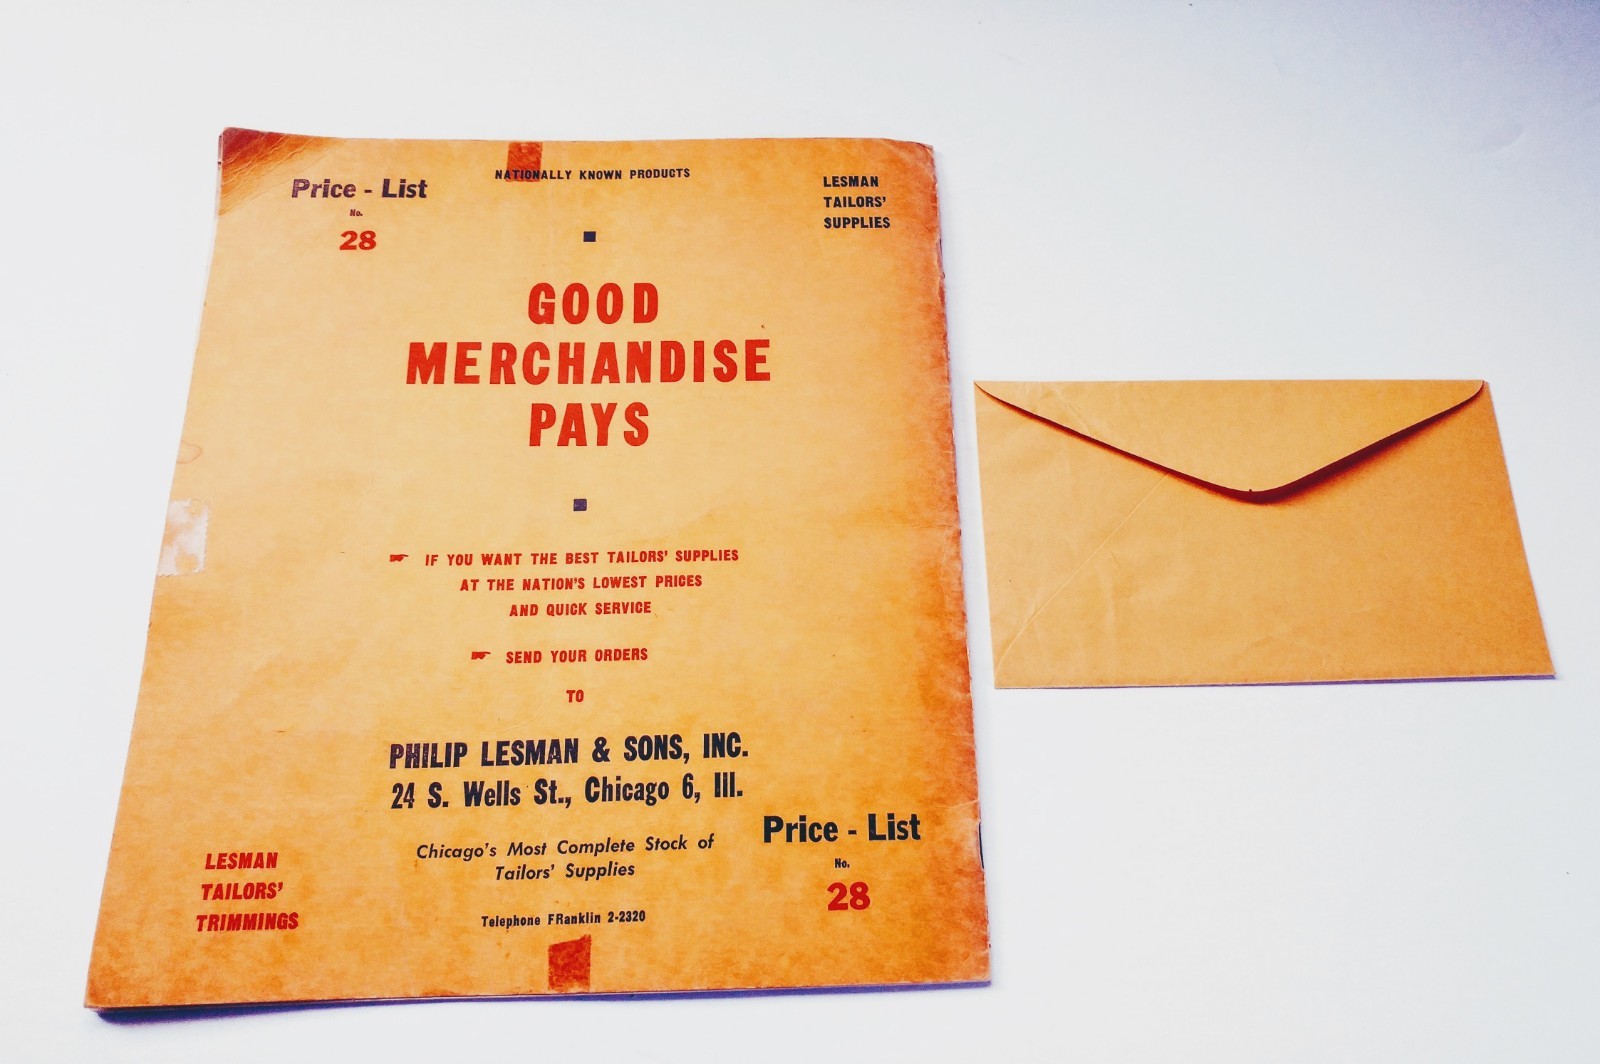 Price - List
No.
28
NATIONALLY KNOWN PRODUCTS
LESMAN
TAILORS'
SUPPLIES
GOOD
MERCHANDISE
PAYS
IF YOU WANT THE BEST TAILORS' SUPPLIES
AT THE NATION'S LOWEST PRICES
AND QUICK SERVICE
SEND YOUR ORDERS
TO
PHILIP LESMAN & SONS, INC.
24 S. Wells St., Chicago 6, Ill.
Chicago's Most Complete Stock of
Tailors' Supplies
Telephone FRanklin 2-2320
LESMAN
TAILORS'
TRIMMINGS
Price - List
No.
28